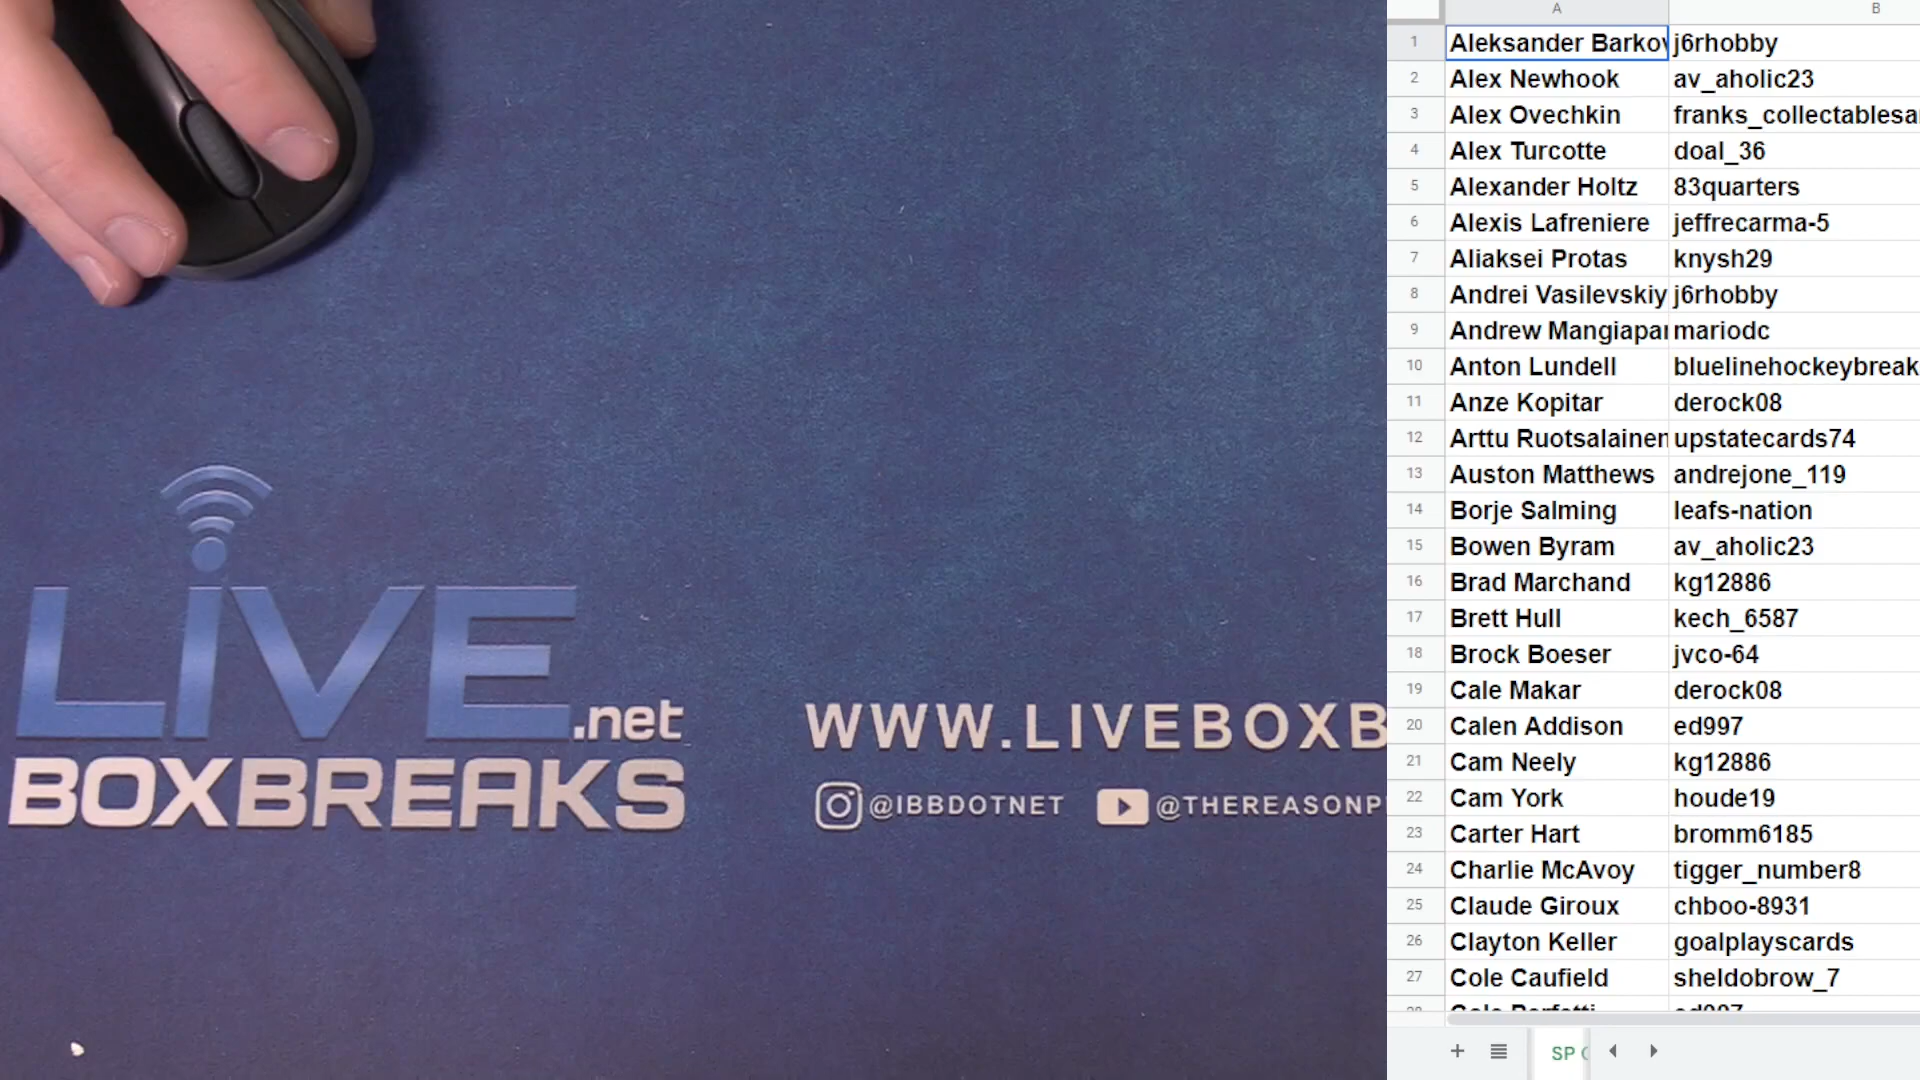 LIVE.net
BOXBREAKS
WWW.LIVEBOXB
@IBBDOTNET @THEREASONP
A B
1 Aleksander Barkov j6rhobby
2 Alex Newhook av_aholic23
3 Alex Ovechkin franks_collectablesa
4 Alex Turcotte doal_36
5 Alexander Holtz 83quarters
6 Alexis Lafreniere jeffrecarma-5
7 Aliaksei Protas knysh29
8 Andrei Vasilevskiy j6rhobby
9 Andrew Mangiapa mariodc
10 Anton Lundell bluelinehockeybreak
11 Anze Kopitar derock08
12 Arttu Ruotsalainen upstatecards74
13 Auston Matthews andrejone_119
14 Borje Salming leafs-nation
15 Bowen Byram av_aholic23
16 Brad Marchand kg12886
17 Brett Hull kech_6587
18 Brock Boeser jvco-64
19 Cale Makar derock08
20 Calen Addison ed997
21 Cam Neely kg12886
22 Cam York houde19
23 Carter Hart bromm6185
24 Charlie McAvoy tigger_number8
25 Claude Giroux chboo-8931
26 Clayton Keller goalplayscards
27 Cole Caufield sheldobrow_7
28 Cole Perfetti ed997
SP